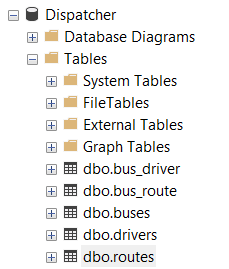 Dispatcher
Database Diagrams
Tables
System Tables
FileTables
External Tables
Graph Tables
dbo.bus_driver
dbo.bus_route
dbo.buses
dbo.drivers
dbo.routes